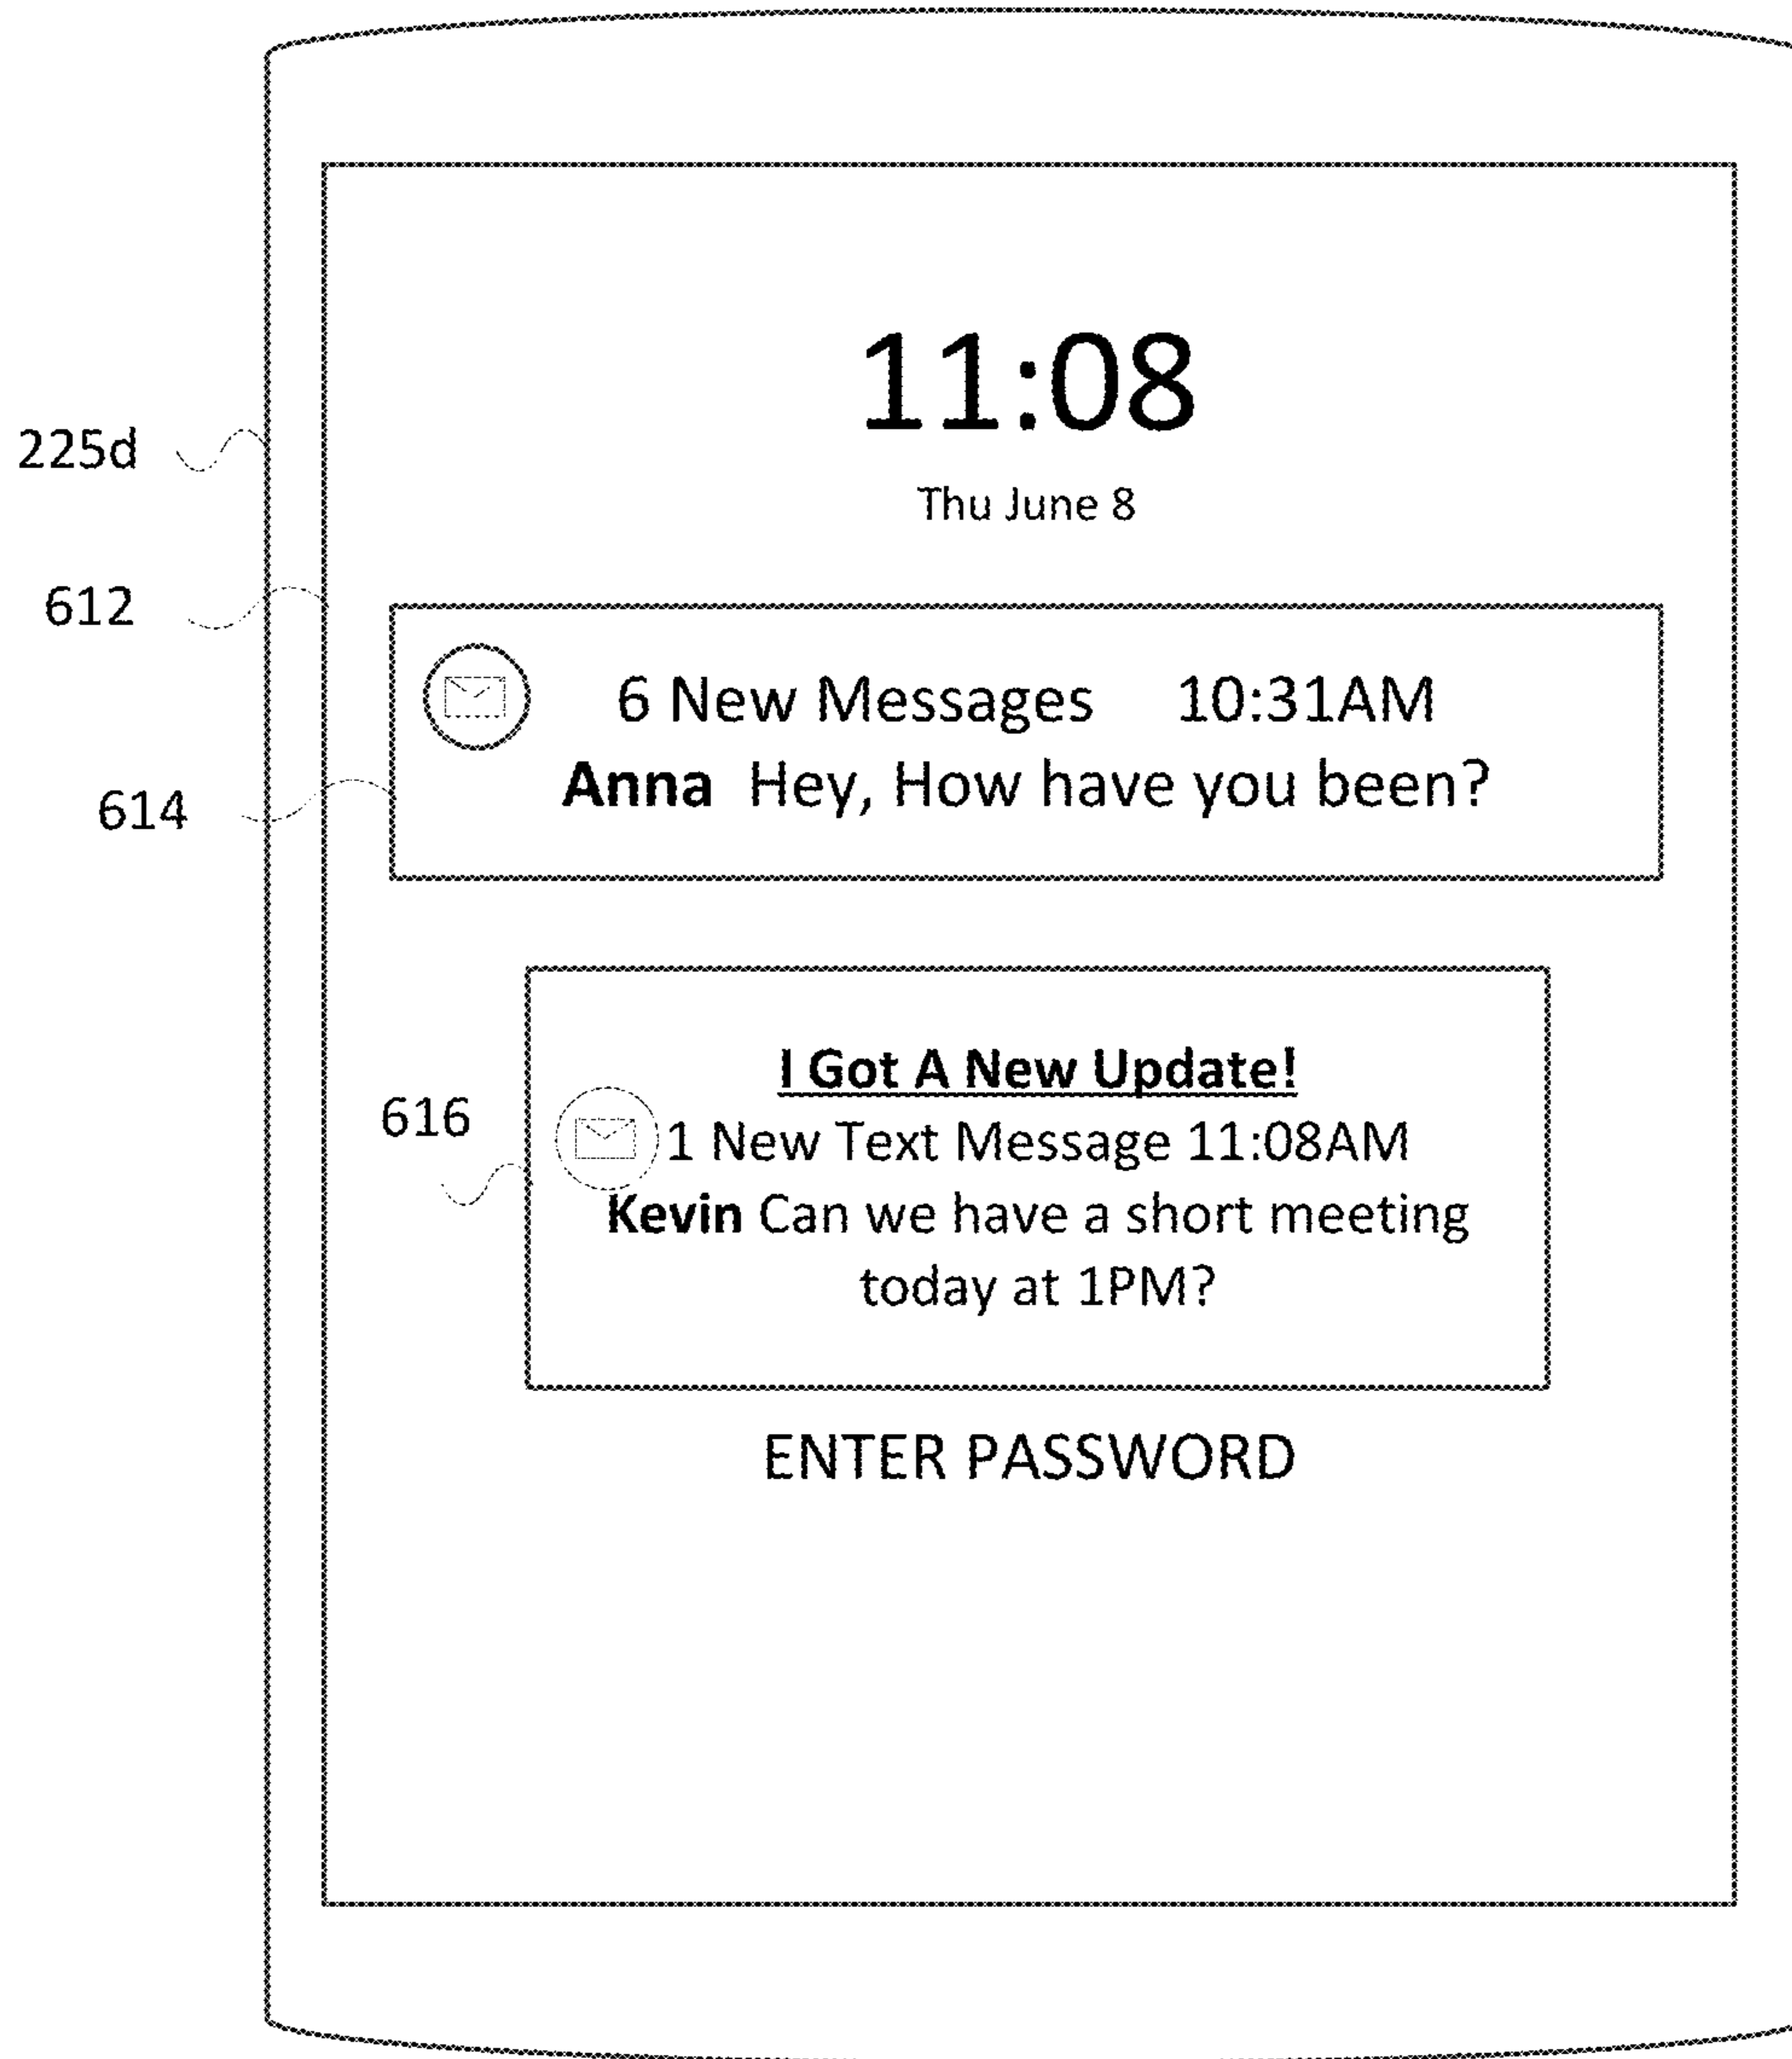 11:08
225d
Thu June 8
612
6 New Messages 10:31AM
Anna Hey, How have you been?
614
I Got A New Update!
616
1 New Text Message 11:08AM
Kevin Can we have a short meeting
today at 1PM?
ENTER PASSWORD